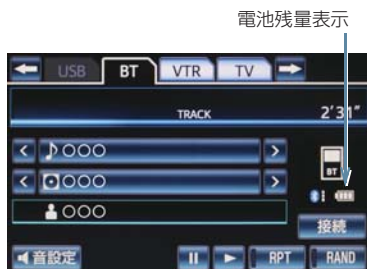 電池残量表示
USB BT VTR TV
TRACK 2'31"
< ○○○ >
< ○○○ >
BT
○○○
接続
音設定 RPT RAND